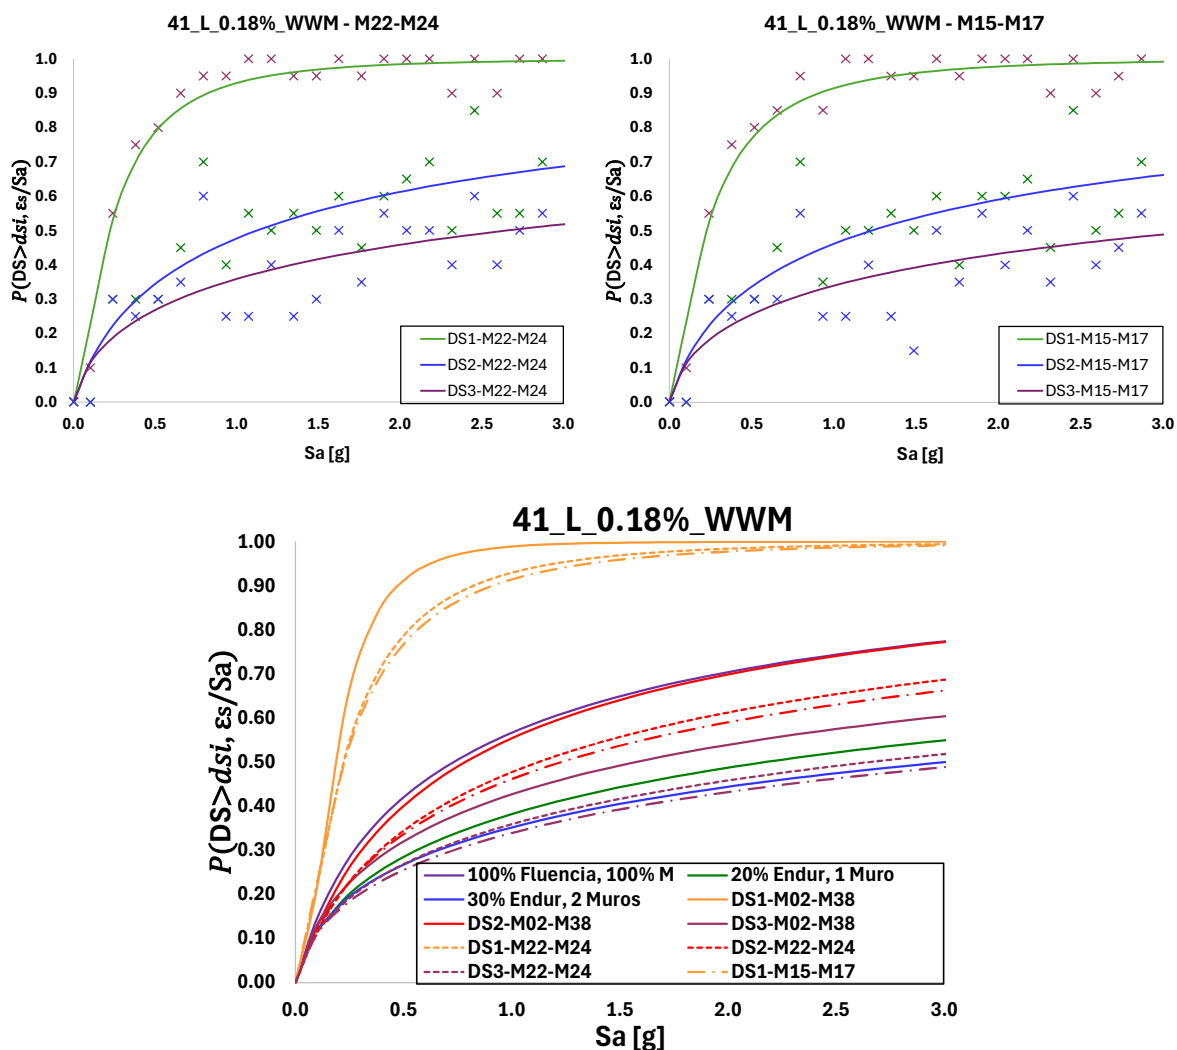 41_L_0.18%_WWM - M22-M24
1.0
0.9
0.8
0.7
0.6
0.5
0.4
0.3
0.2
0.1
0.0
P(DS>dsi, εs/Sa)
DS1-M22-M24
DS2-M22-M24
DS3-M22-M24
0.0 0.5 1.0 1.5 2.0 2.5 3.0
Sa [g]
41_L_0.18%_WWM - M15-M17
1.0
0.9
0.8
0.7
0.6
0.5
0.4
0.3
0.2
0.1
0.0
P(DS>dsi, εs/Sa)
DS1-M15-M17
DS2-M15-M17
DS3-M15-M17
0.0 0.5 1.0 1.5 2.0 2.5 3.0
Sa [g]
41_L_0.18%_WWM
1.00
0.90
0.80
0.70
0.60
0.50
0.40
0.30
0.20
0.10
0.00
P(DS>dsi, εs/Sa)
100% Fluencia, 100% M 20% Endur, 1 Muro
30% Endur, 2 Muros DS1-M02-M38
DS2-M02-M38 DS3-M02-M38
DS1-M22-M24 DS2-M22-M24
DS3-M22-M24 DS1-M15-M17
0.0 0.5 1.0 1.5 2.0 2.5 3.0
Sa [g]